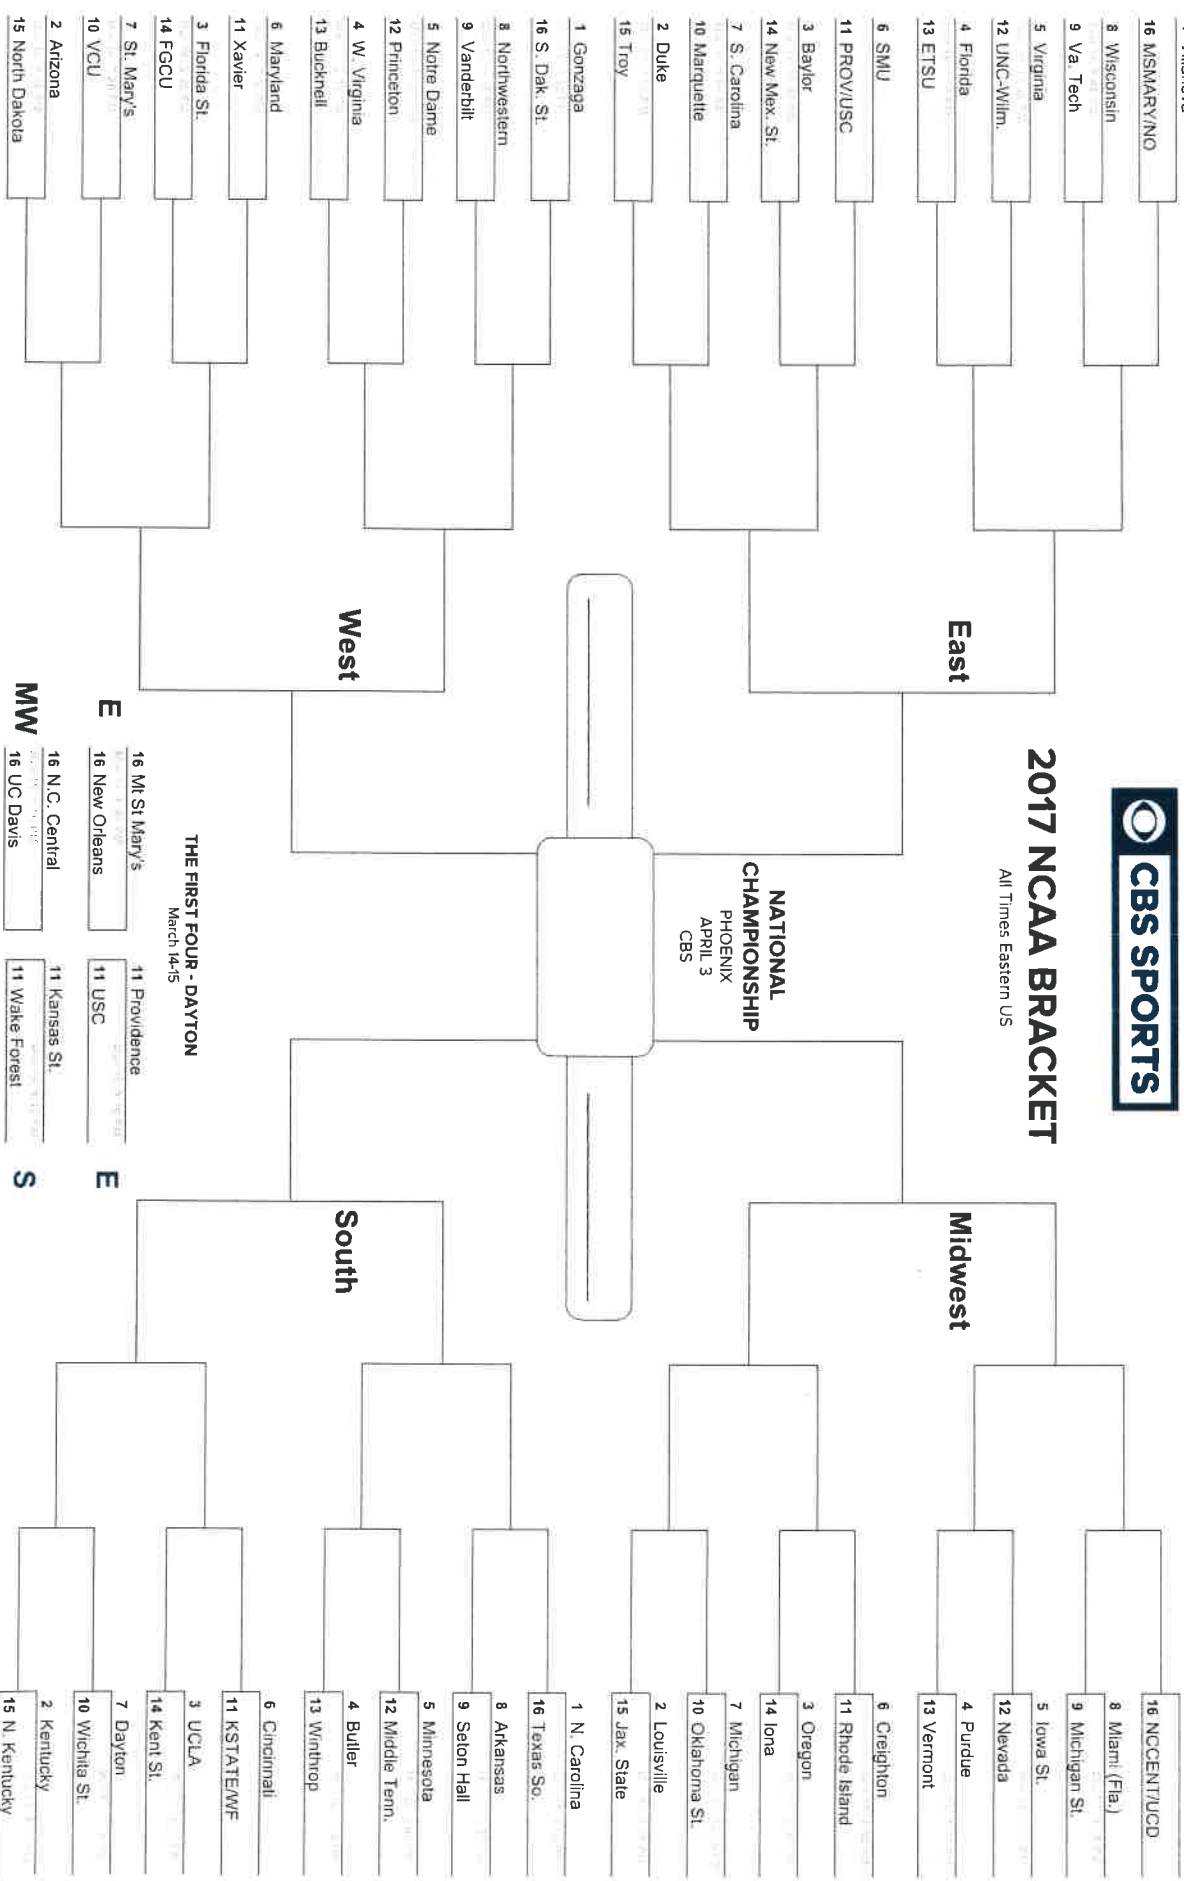 CBS SPORTS
2017 NCAA BRACKET
All Times Eastern US
16 MSMARY/NO
8 Wisconsin
9 Va. Tech
5 Virginia
12 UNC-Wilm.
4 Florida
13 ETSU
East
6 SMU
11 PROV/USC
3 Baylor
14 New Mex. St.
7 S. Carolina
10 Marquette
2 Duke
15 Troy
1 Gonzaga
16 S. Dak. St.
8 Northwestern
9 Vanderbilt
5 Notre Dame
12 Princeton
4 W. Virginia
13 Bucknell
West
6 Maryland
11 Xavier
3 Florida St.
14 FGCU
7 St. Mary's
10 VCU
2 Arizona
15 North Dakota
NATIONAL
CHAMPIONSHIP
PHOENIX
APRIL 3
CBS
16 NCCENT/UCD
8 Miami (Fla.)
9 Michigan St.
5 Iowa St.
12 Nevada
4 Purdue
13 Vermont
Midwest
6 Creighton
11 Rhode Island
3 Oregon
14 Iona
7 Michigan
10 Oklahoma St.
2 Louisville
15 Jax. State
1 N. Carolina
16 Texas So.
8 Arkansas
9 Seton Hall
5 Minnesota
12 Middle Tenn.
4 Butler
13 Winthrop
South
6 Cincinnati
11 KSTATE/WF
3 UCLA
14 Kent St.
7 Dayton
10 Wichita St.
2 Kentucky
15 N. Kentucky
THE FIRST FOUR - DAYTON
March 14-15
E
16 Mt St Mary's
16 New Orleans
11 Providence
11 USC
E
MW
16 N.C. Central
16 UC Davis
11 Kansas St.
11 Wake Forest
S